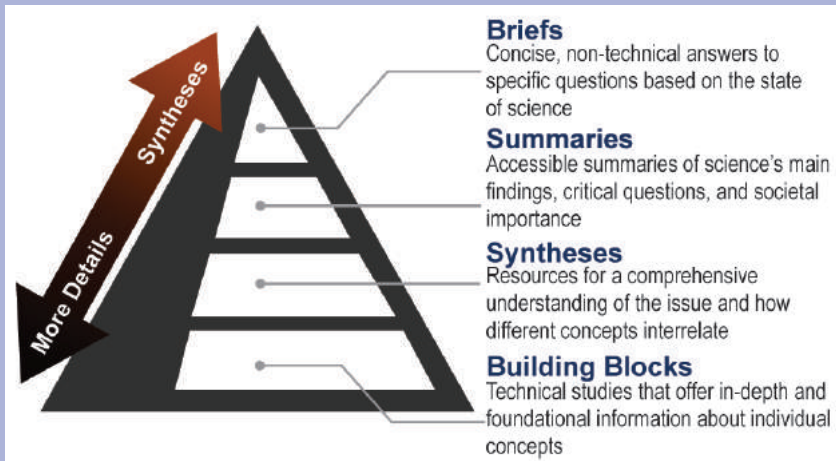 Syntheses
More Details
Briefs
Concise, non-technical answers to
specific questions based on the state
of science
Summaries
Accessible summaries of science's main
findings, critical questions, and societal
importance
Syntheses
Resources for a comprehensive
understanding of the issue and how
different concepts interrelate
Building Blocks
Technical studies that offer in-depth and
foundational information about individual
concepts